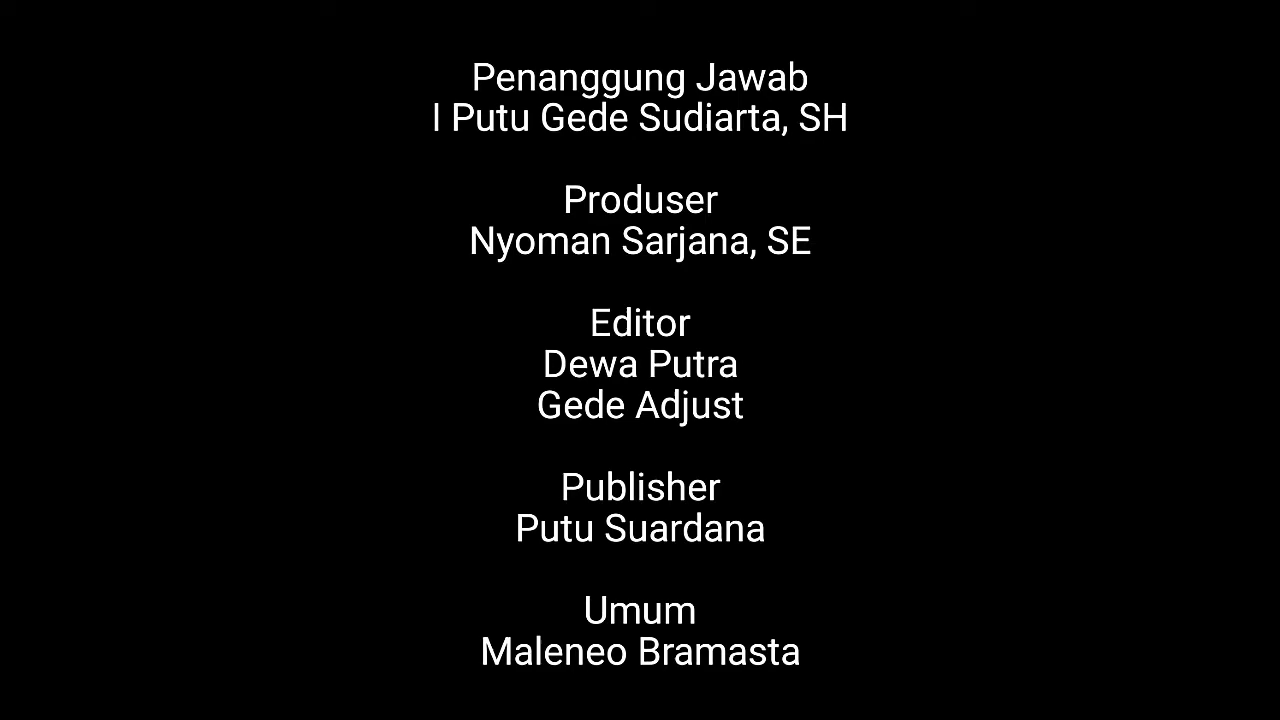 Penanggung Jawab
I Putu Gede Sudiarta, SH
Produser
Nyoman Sarjana, SE
Editor
Dewa Putra
Gede Adjust
Publisher
Putu Suardana
Umum
Maleneo Bramasta